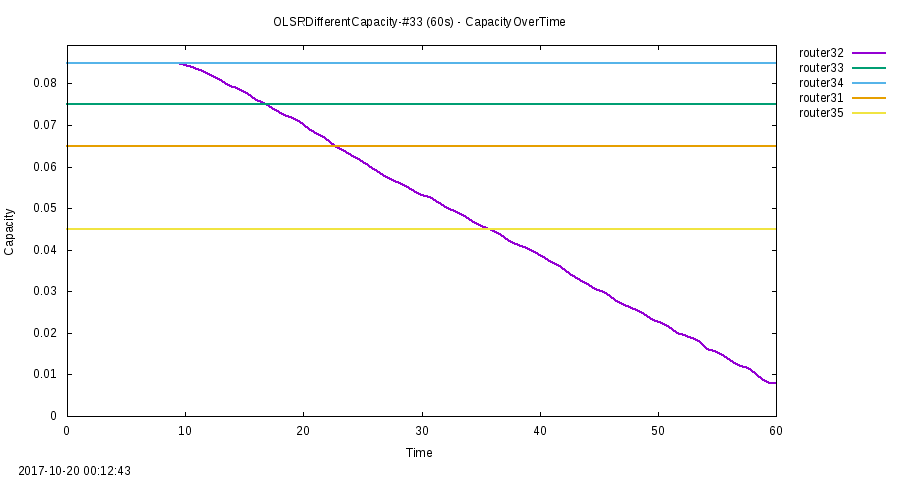 OLSRDifferentCapacity-#33 (60s) - CapacityOverTime
router32
router33
router34
router31
router35
Capacity
0.08
0.07
0.06
0.05
0.04
0.03
0.02
0.01
0
0 10 20 30 40 50 60
Time
2017-10-20 00:12:43